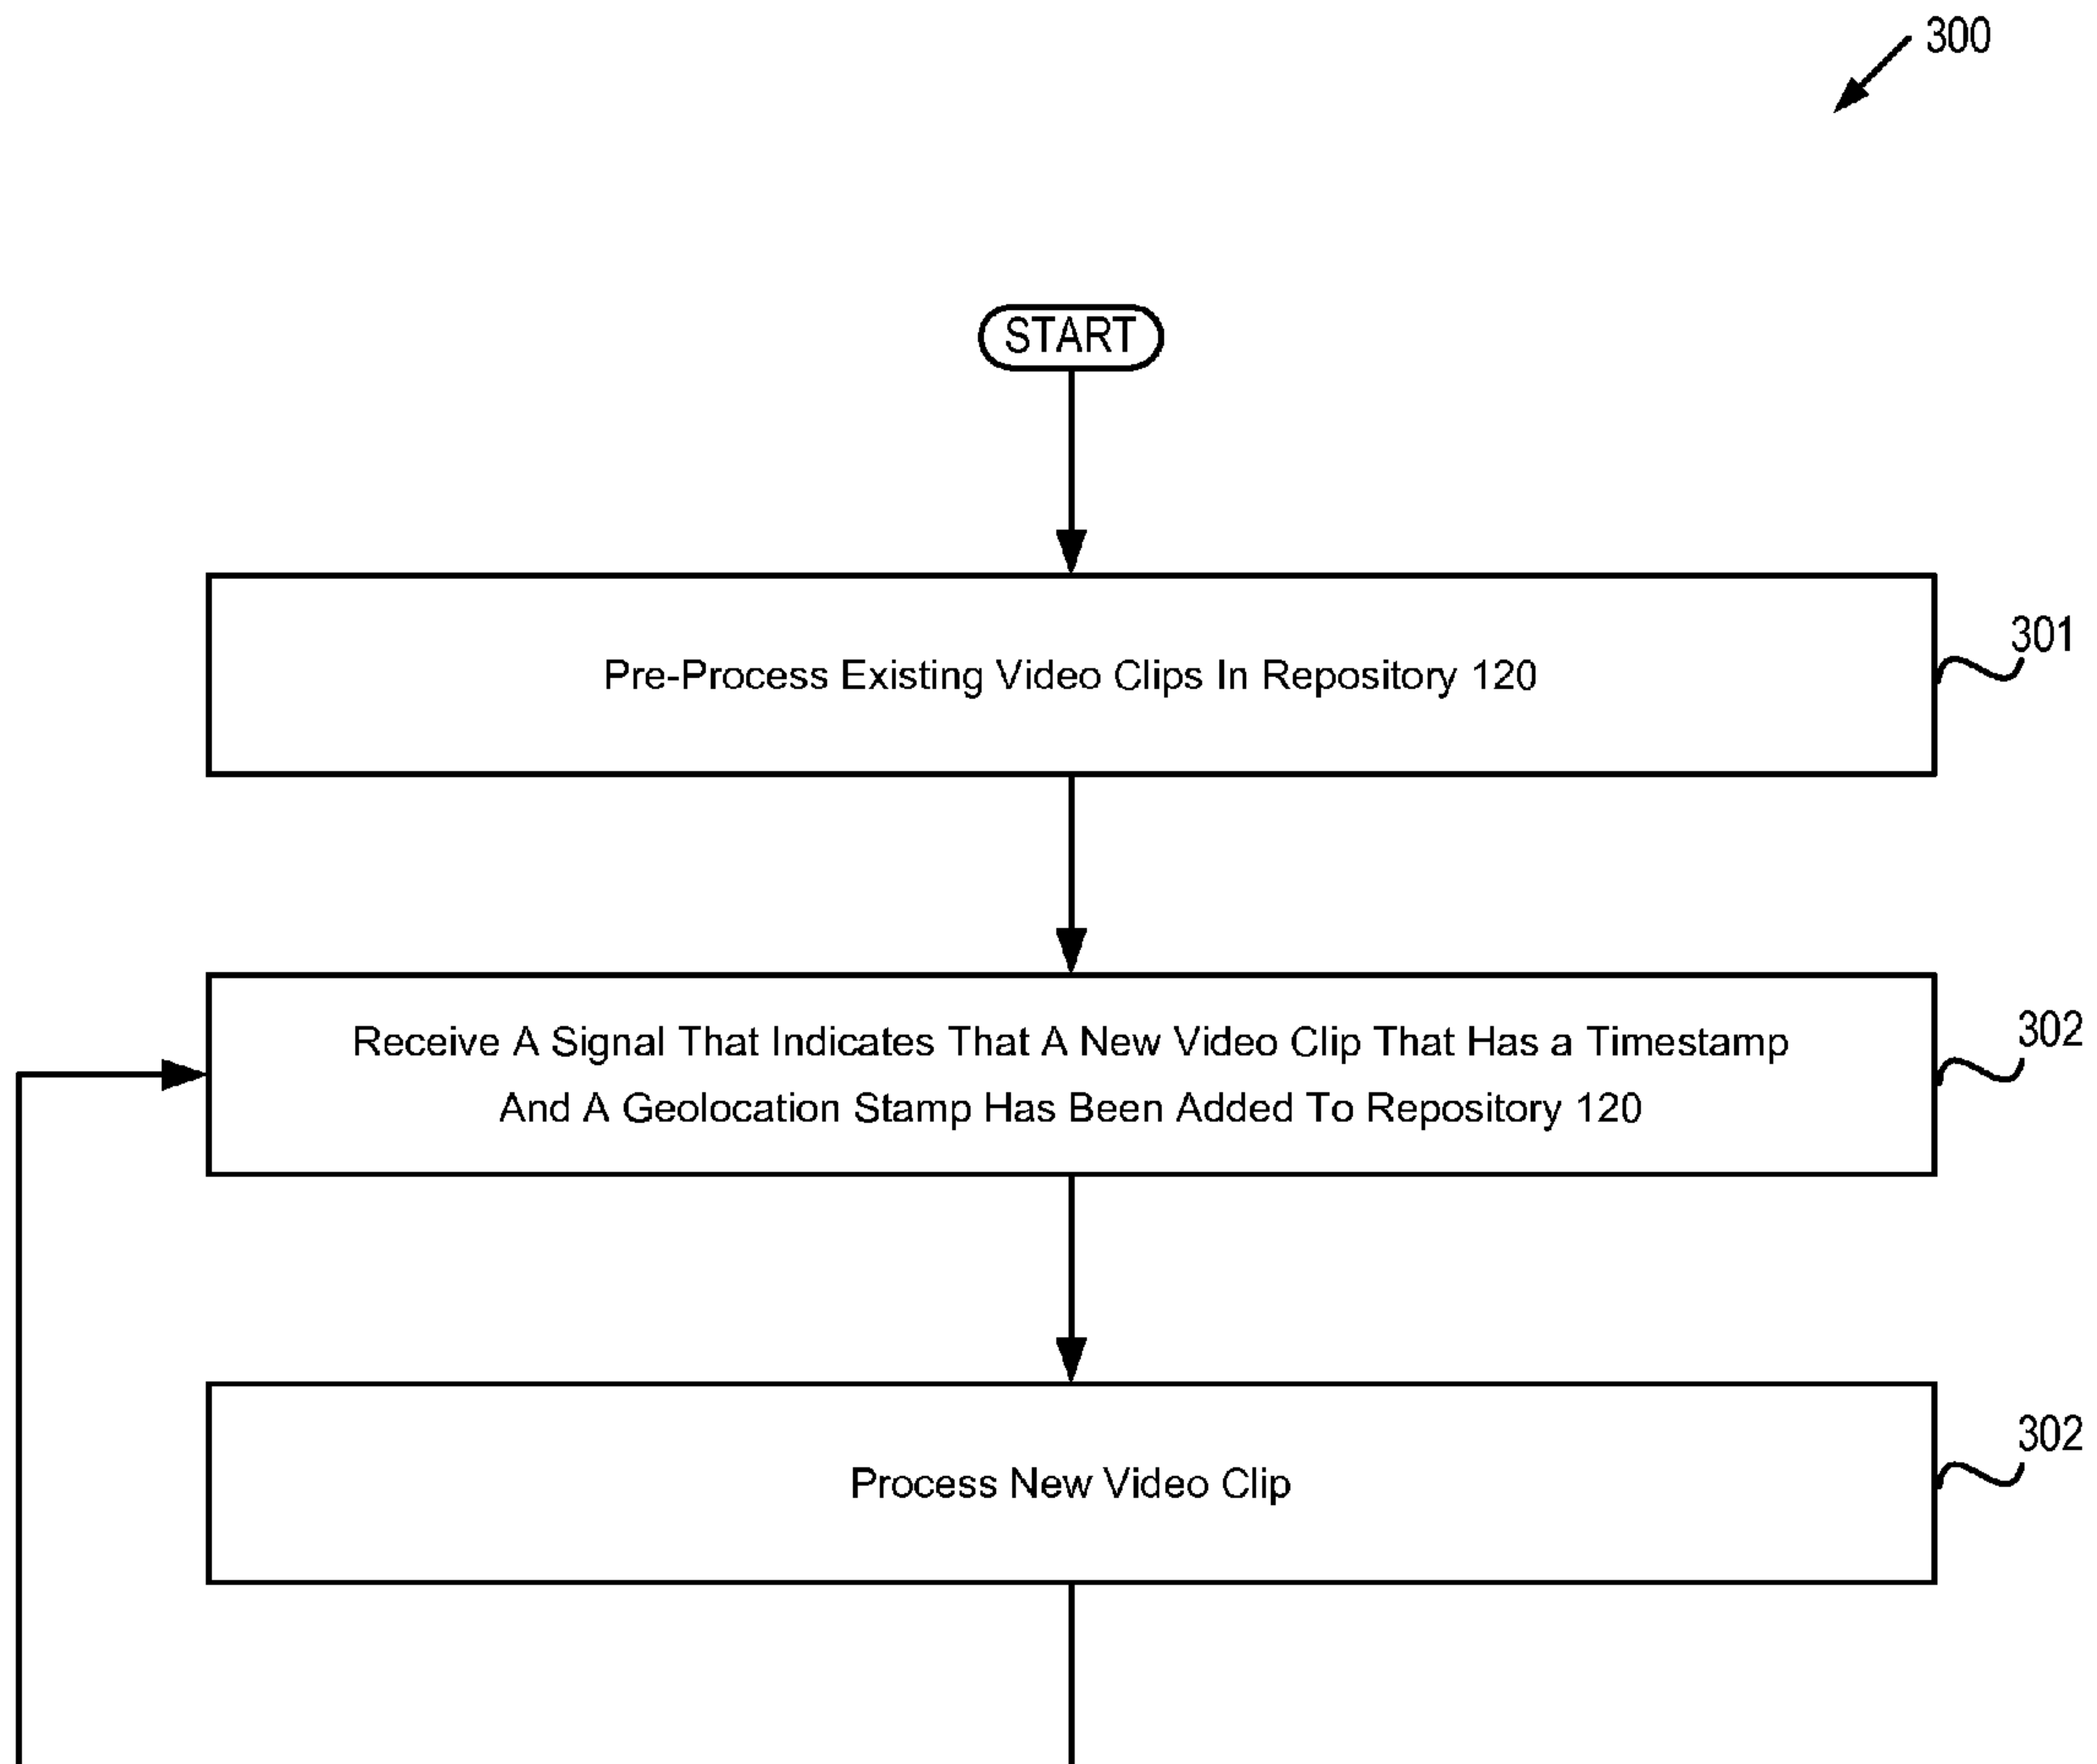 300
START
Pre-Process Existing Video Clips In Repository 120
301
Receive A Signal That Indicates That A New Video Clip That Has a Timestamp
And A Geolocation Stamp Has Been Added To Repository 120
302
Process New Video Clip
302